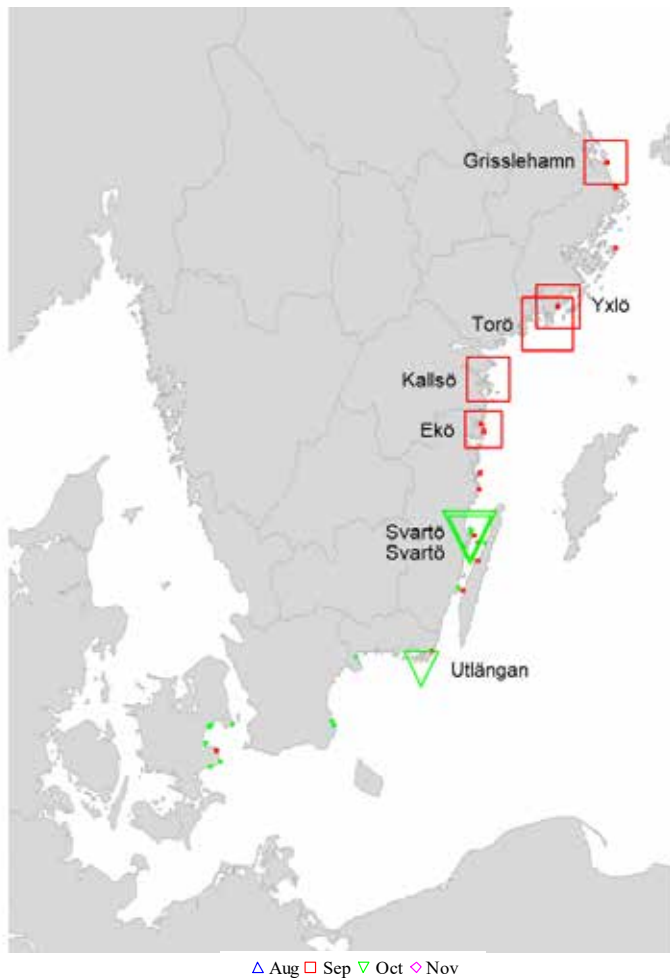 Grisslehamn
Yxlö
Torö
Kallsö
Ekö
Svartö
Svartö
Utlängan
Aug Sep Oct Nov